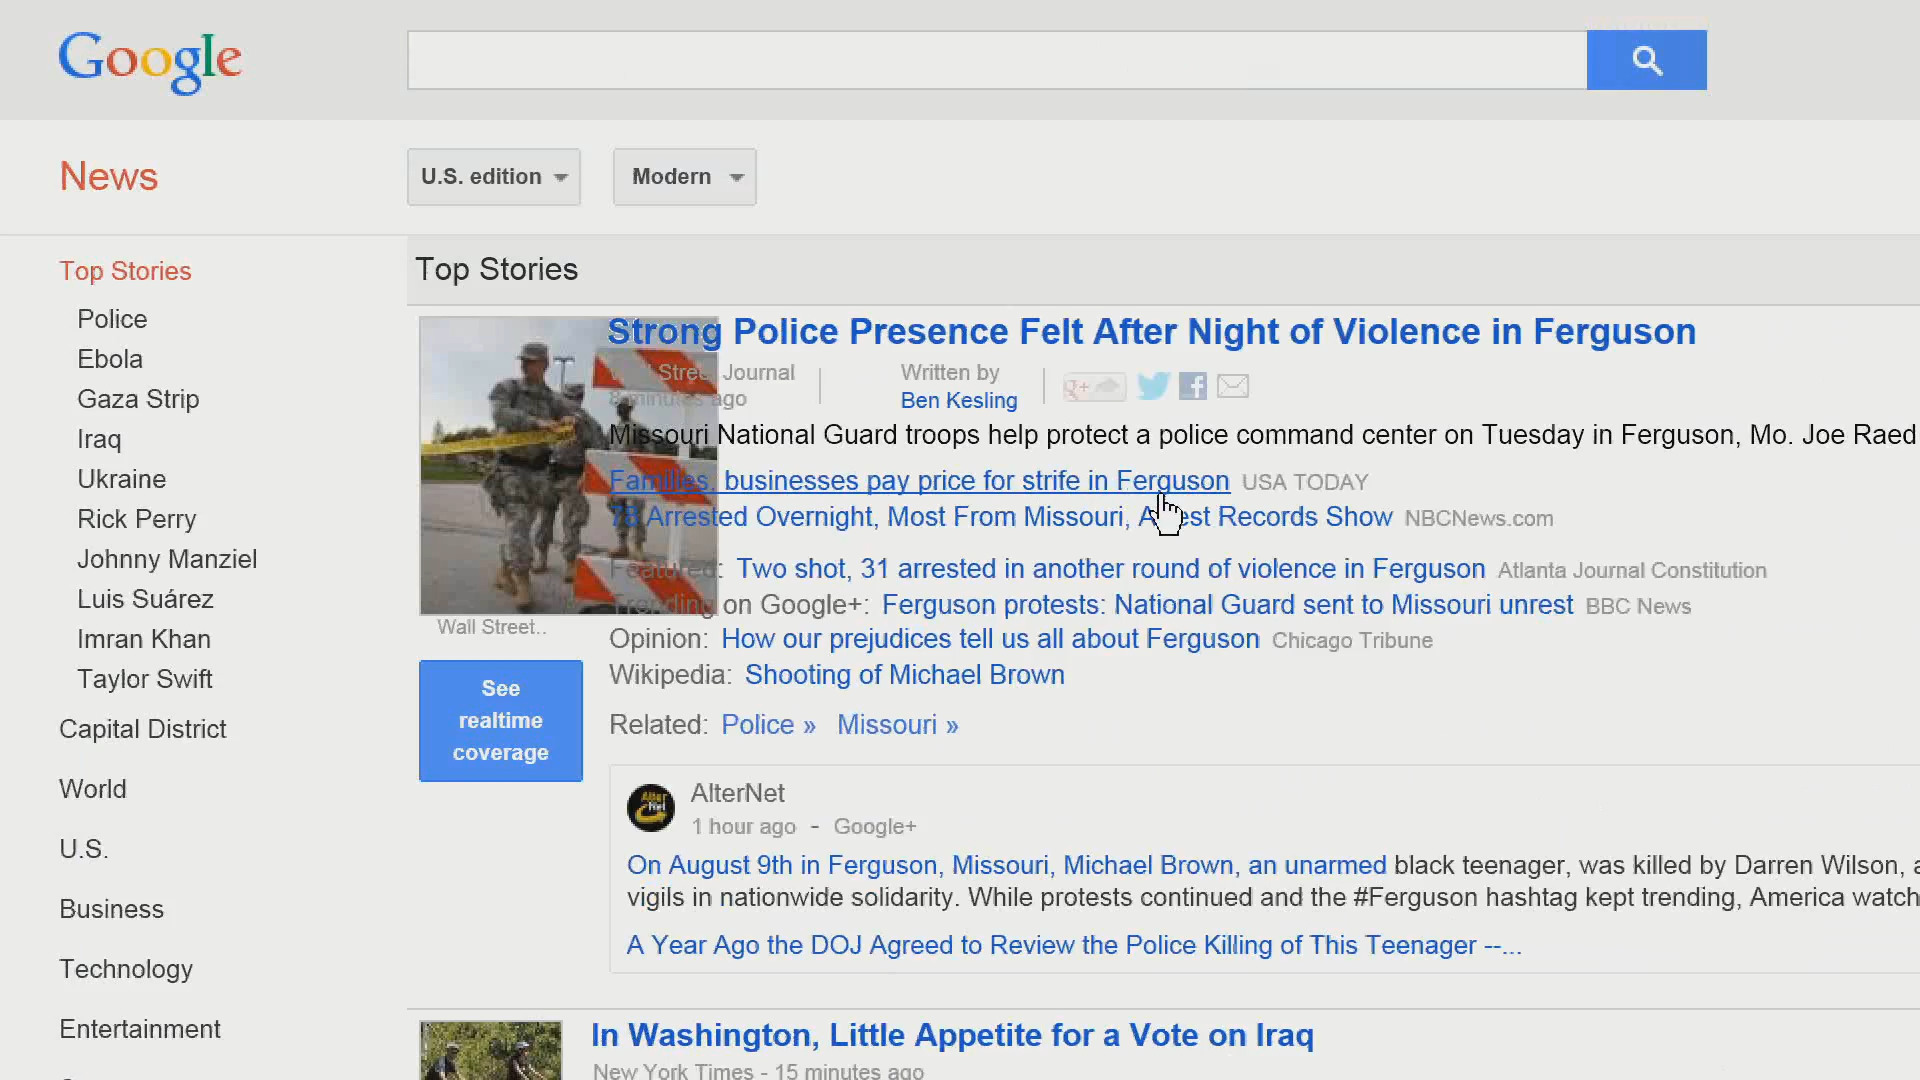 Google
News
U.S. edition
Modern
Top Stories
Police
Ebola
Gaza Strip
Iraq
Ukraine
Rick Perry
Johnny Manziel
Luis Suárez
Imran Khan
Taylor Swift
Capital District
World
U.S.
Business
Technology
Entertainment
Top Stories
Strong Police Presence Felt After Night of Violence in Ferguson
Wall Street Journal
8 minutes ago
Written by
Ben Kesling
Missouri National Guard troops help protect a police command center on Tuesday in Ferguson, Mo. Joe Raed
Families, businesses pay price for strife in Ferguson USA TODAY
78 Arrested Overnight, Most From Missouri, Arrest Records Show NBCNews.com
Featured: Two shot, 31 arrested in another round of violence in Ferguson Atlanta Journal Constitution
Trending on Google+: Ferguson protests: National Guard sent to Missouri unrest BBC News
Opinion: How our prejudices tell us all about Ferguson Chicago Tribune
Wikipedia: Shooting of Michael Brown
Related: Police » Missouri »
Wall Street..
See
realtime
coverage
AlterNet
1 hour ago - Google+
On August 9th in Ferguson, Missouri, Michael Brown, an unarmed black teenager, was killed by Darren Wilson, a
vigils in nationwide solidarity. While protests continued and the #Ferguson hashtag kept trending, America watch
A Year Ago the DOJ Agreed to Review the Police Killing of This Teenager --...
In Washington, Little Appetite for a Vote on Iraq
New York Times - 15 minutes ago